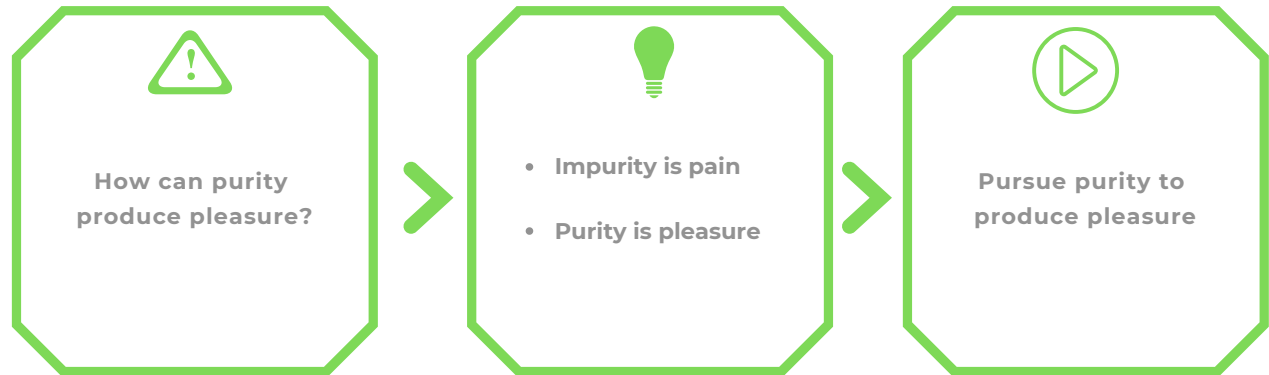 How can purity
produce pleasure?
• Impurity is pain
• Purity is pleasure
Pursue purity to
produce pleasure